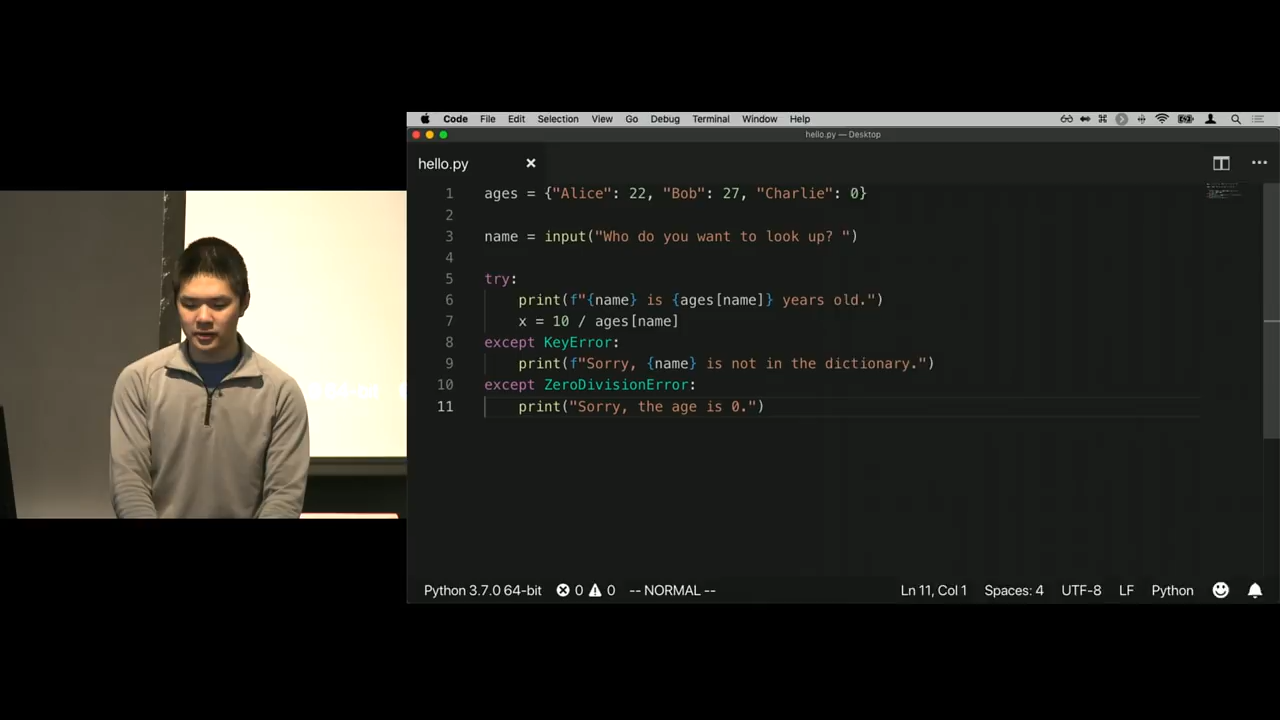 Code File Edit Selection View Go Debug Terminal Window Help
hello.py — Desktop
hello.py
1 ages = {"Alice": 22, "Bob": 27, "Charlie": 0}
2
3 name = input("Who do you want to look up? ")
4
5 try:
6 print(f"{name} is {ages[name]} years old.")
7 x = 10 / ages[name]
8 except KeyError:
9 print(f"Sorry, {name} is not in the dictionary.")
10 except ZeroDivisionError:
11 print("Sorry, the age is 0.")
Python 3.7.0 64-bit 0 0 -- NORMAL -- Ln 11, Col 1 Spaces: 4 UTF-8 LF Python